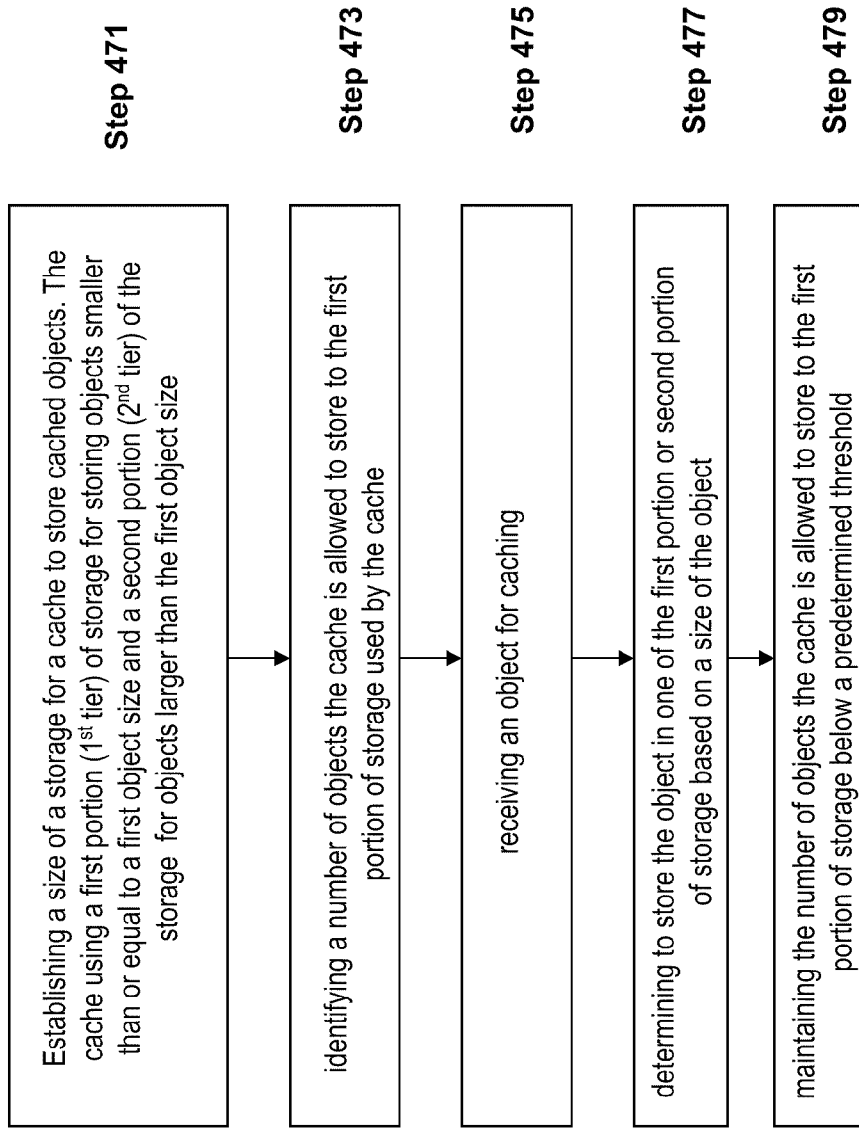 Establishing a size of a storage for a cache to store cached objects. The
cache using a first portion (1st tier) of storage for storing objects smaller
than or equal to a first object size and a second portion (2nd tier) of the
storage for objects larger than the first object size
Step 471
identifying a number of objects the cache is allowed to store to the first
portion of storage used by the cache
Step 473
receiving an object for caching
Step 475
determining to store the object in one of the first portion or second portion
of storage based on a size of the object
Step 477
maintaining the number of objects the cache is allowed to store to the first
portion of storage below a predetermined threshold
Step 479